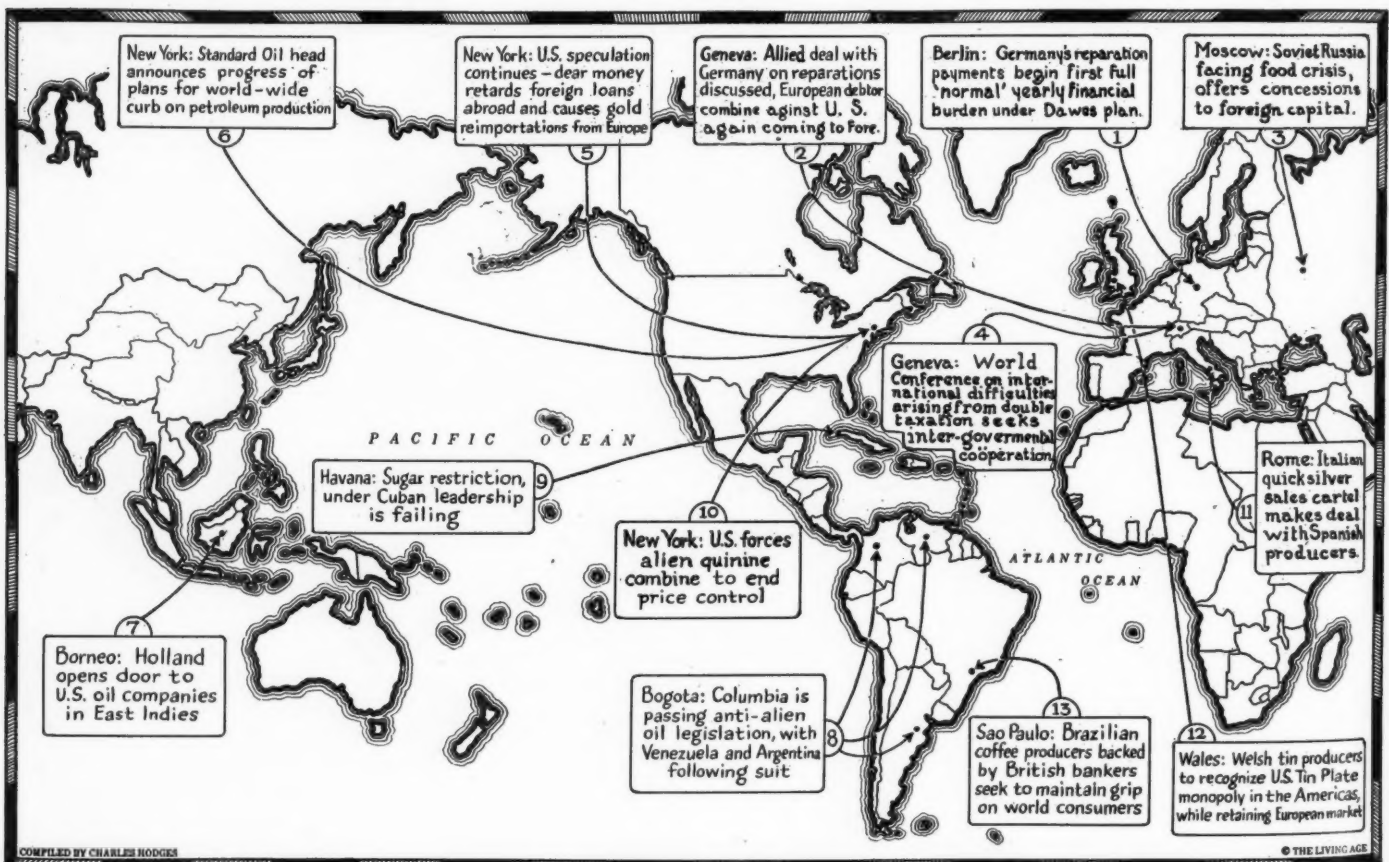 New York: Standard Oil head
announces progress of
plans for world-wide
curb on petroleum production
6
New York: U.S. speculation
contines – dear money
retards foreign loans
abroad and causes gold
reimportations from Europe
5
Geneva: Allied deal with
Germany on reparations
discussed, European debtor
combine aginst U. S.
again coming to Fore.
2
Berlin: Germany's reparation
payments begin first full
'normal' yearly financial
burden under Dawes plan.
1
Moscow: Soviet Russia
facing food crisis,
offers concessions
to foreign capital.
3
4
Geneva: World
Conference on inter-
national difficulties
arising from double
taxation seeks
inter-govermental
coöperation
PACIFIC OCEAN
Havana: Sugar restriction,
under Cuban leadership
is failing
9
10
New York: U.S. forces
alien quinine
combine to end
price control
Rome: Italian
quicksilver
sales cartel
makes deal
with Spanish
producers.
11
ATLANTIC
OCEAN
7
Borneo: Holland
opens door to
U.S. oil companies
in East Indies
Bogota: Columbia is
passing anti-alien
oil legislation, with
Venezuela and Argentina
following suit
8
13
Sao Paulo: Brazilian
coffee producers backed
by British bankers
seek to maintain grip
on world consumers
12
Wales: Welsh tin producers
to recognize U.S. Tin Plate
monopoly in the Americas,
while retaining European market
COMPILED BY CHARLES HODGES
© THE LIVING AGE